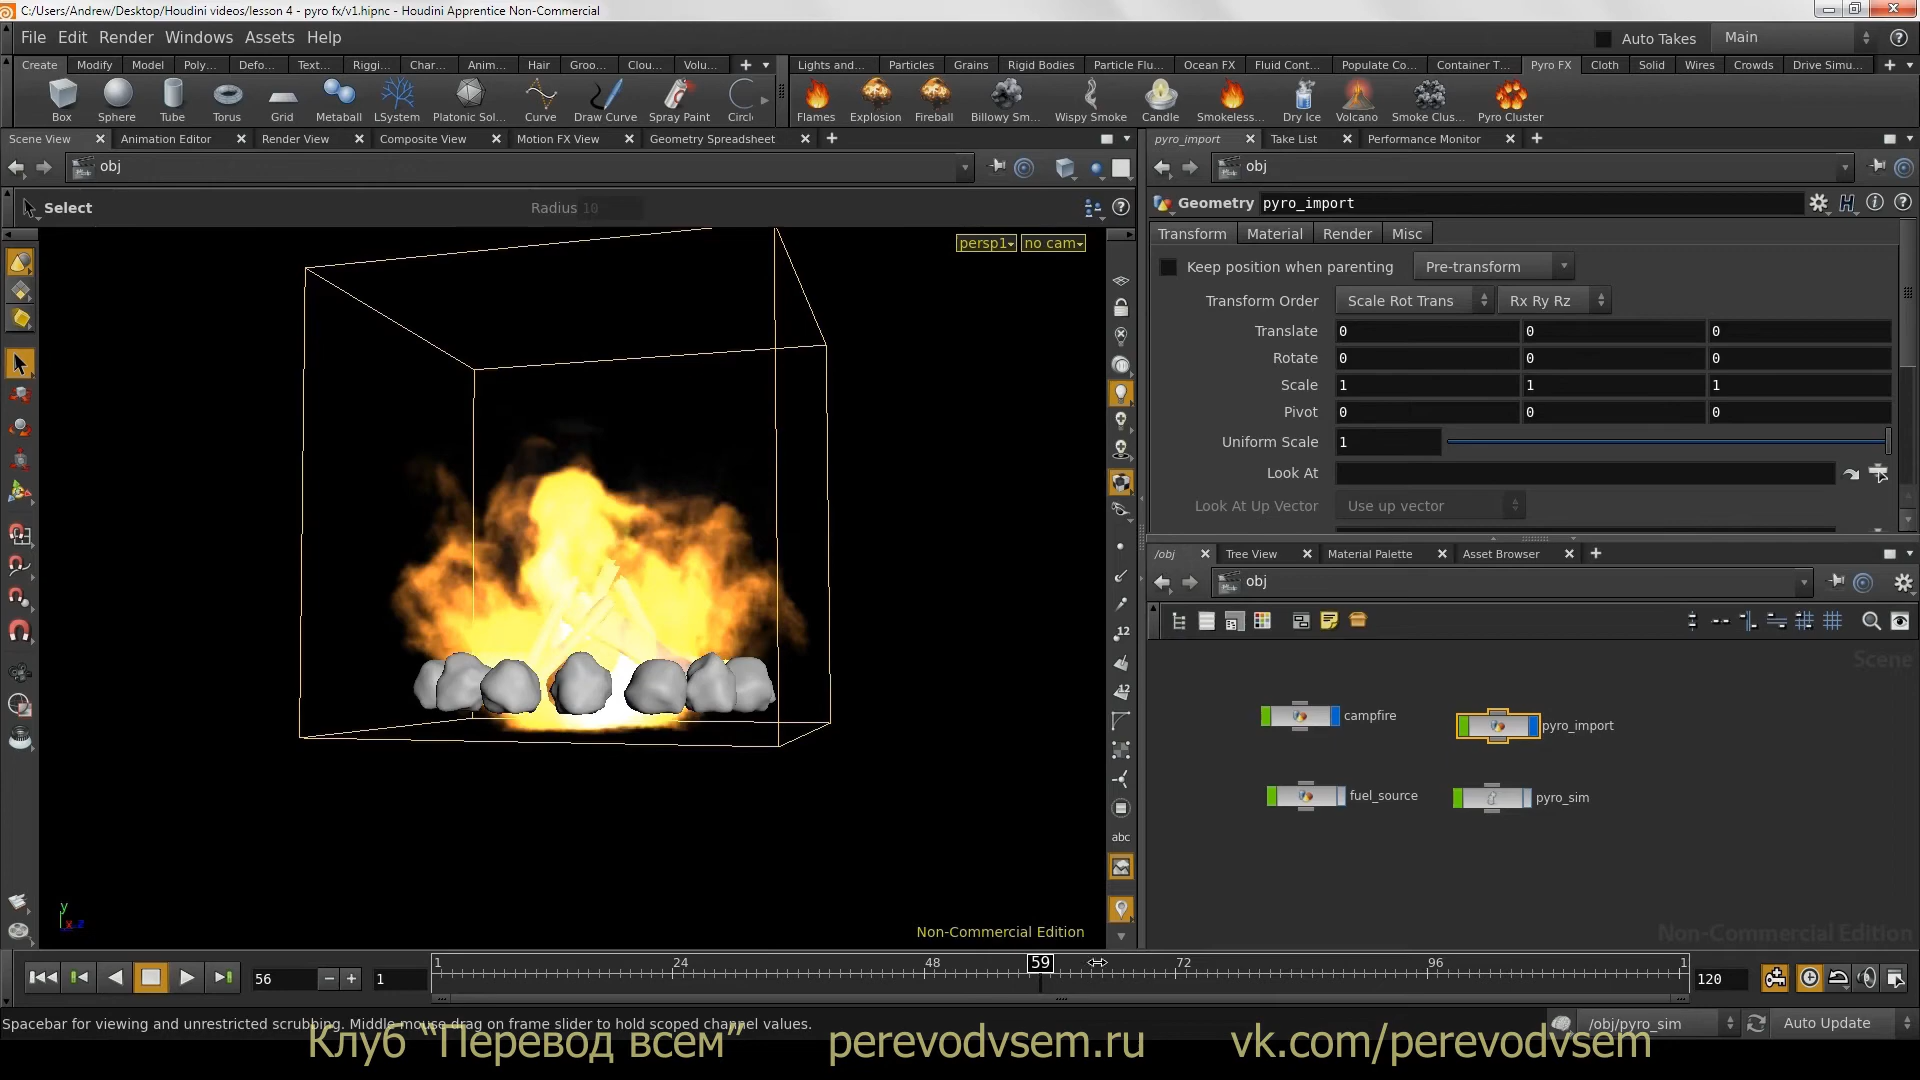 C:/Users/Andrew/Desktop/Houdini videos/lesson 4 - pyro fx/v1.hipnc - Houdini Apprentice Non-Commercial
File Edit Render Windows Assets Help
Auto Takes Main
Create Modify Model Poly... Defo... Text... Riggi... Char... Anim... Hair Groo... Clou... Volu...
Lights and... Particles Grains Rigid Bodies Particle Flu... Ocean FX Fluid Cont... Populate Co... Container T... Pyro FX Cloth Solid Wires Crowds Drive Simu...
Box Sphere Tube Torus Grid Metaball LSystem Platonic Sol... Curve Draw Curve Spray Paint Circl
Flames Explosion Fireball Billowy Sm... Wispy Smoke Candle Smokeless... Dry Ice Volcano Smoke Clus... Pyro Cluster
Scene View Animation Editor Render View Composite View Motion FX View Geometry Spreadsheet
pyro_import Take List Performance Monitor
obj
obj
Select Radius 10
Geometry pyro_import
persp1 no cam
Transform Material Render Misc
Keep position when parenting Pre-transform
Transform Order Scale Rot Trans Rx Ry Rz
Translate 0 0 0
Rotate 0 0 0
Scale 1 1 1
Pivot 0 0 0
Uniform Scale 1
Look At
Look At Up Vector Use up vector
/obj Tree View Material Palette Asset Browser
obj
12
12
abc
Scene
campfire pyro_import
fuel_source pyro_sim
y
x z
Non-Commercial Edition
Non-Commercial Edition
56 1 1 24 48 59 72 96 1 120
Spacebar for viewing and unrestricted scrubbing. Middle mouse drag on frame slider to hold scoped channel values.
/obj/pyro_sim Auto Update
Клуб “Перевод всем” perevodvsem.ru vk.com/perevodvsem